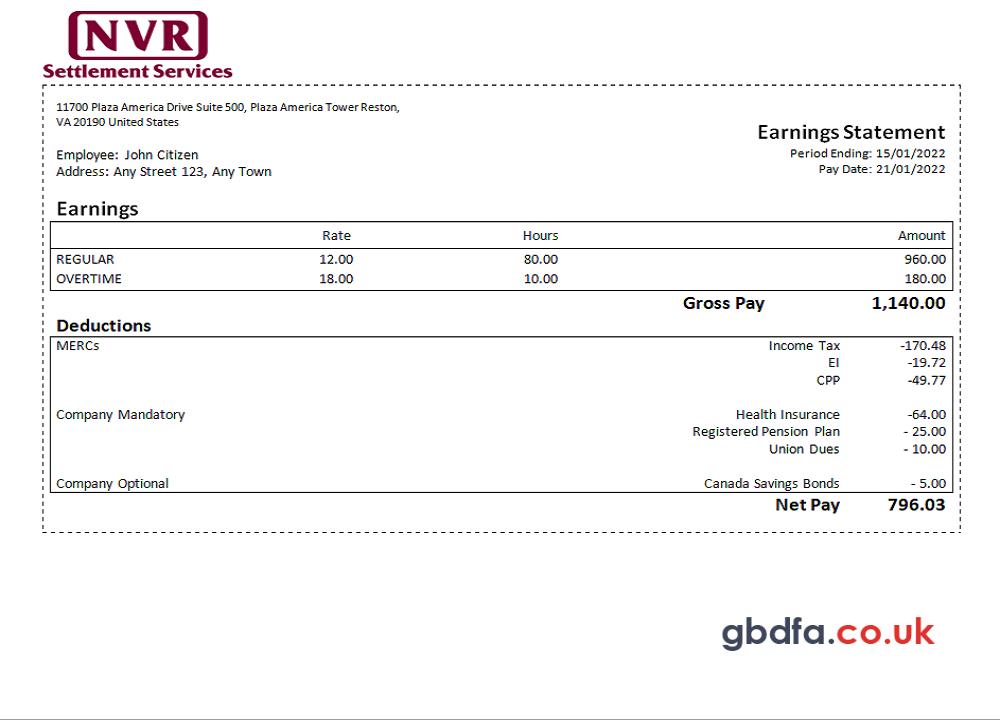 NVR
Settlement Services
11700 Plaza America Drive Suite 500, Plaza America Tower Reston,
VA 20190 United States
Earnings Statement
Period Ending: 15/01/2022
Pay Date: 21/01/2022
Employee: John Citizen
Address: Any Street 123, Any Town
Earnings
Rate Hours Amount
REGULAR 12.00 80.00 960.00
OVERTIME 18.00 10.00 180.00
Gross Pay 1,140.00
Deductions
MERCs Income Tax -170.48
EI -19.72
CPP -49.77
Company Mandatory Health Insurance -64.00
Registered Pension Plan - 25.00
Union Dues - 10.00
Company Optional Canada Savings Bonds - 5.00
Net Pay 796.03
gbdfa.co.uk